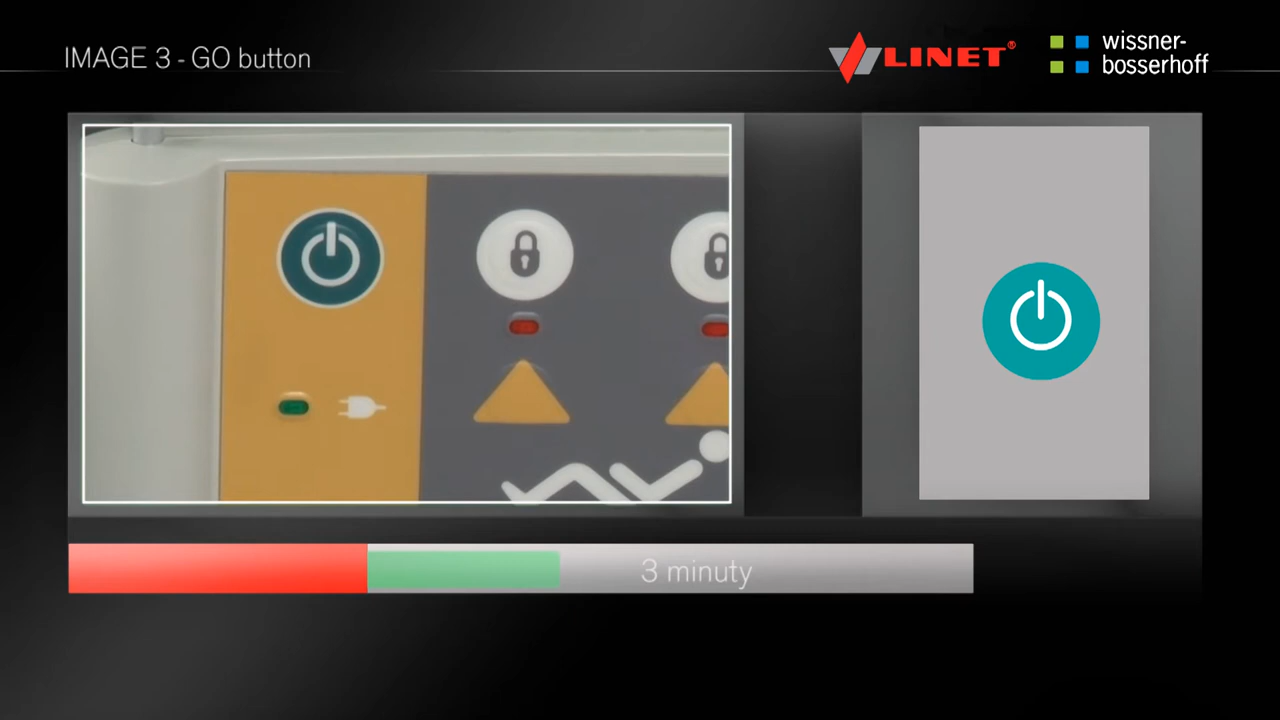 IMAGE 3 - GO button
LINET®
wissner-
bosserhoff
3 minuty